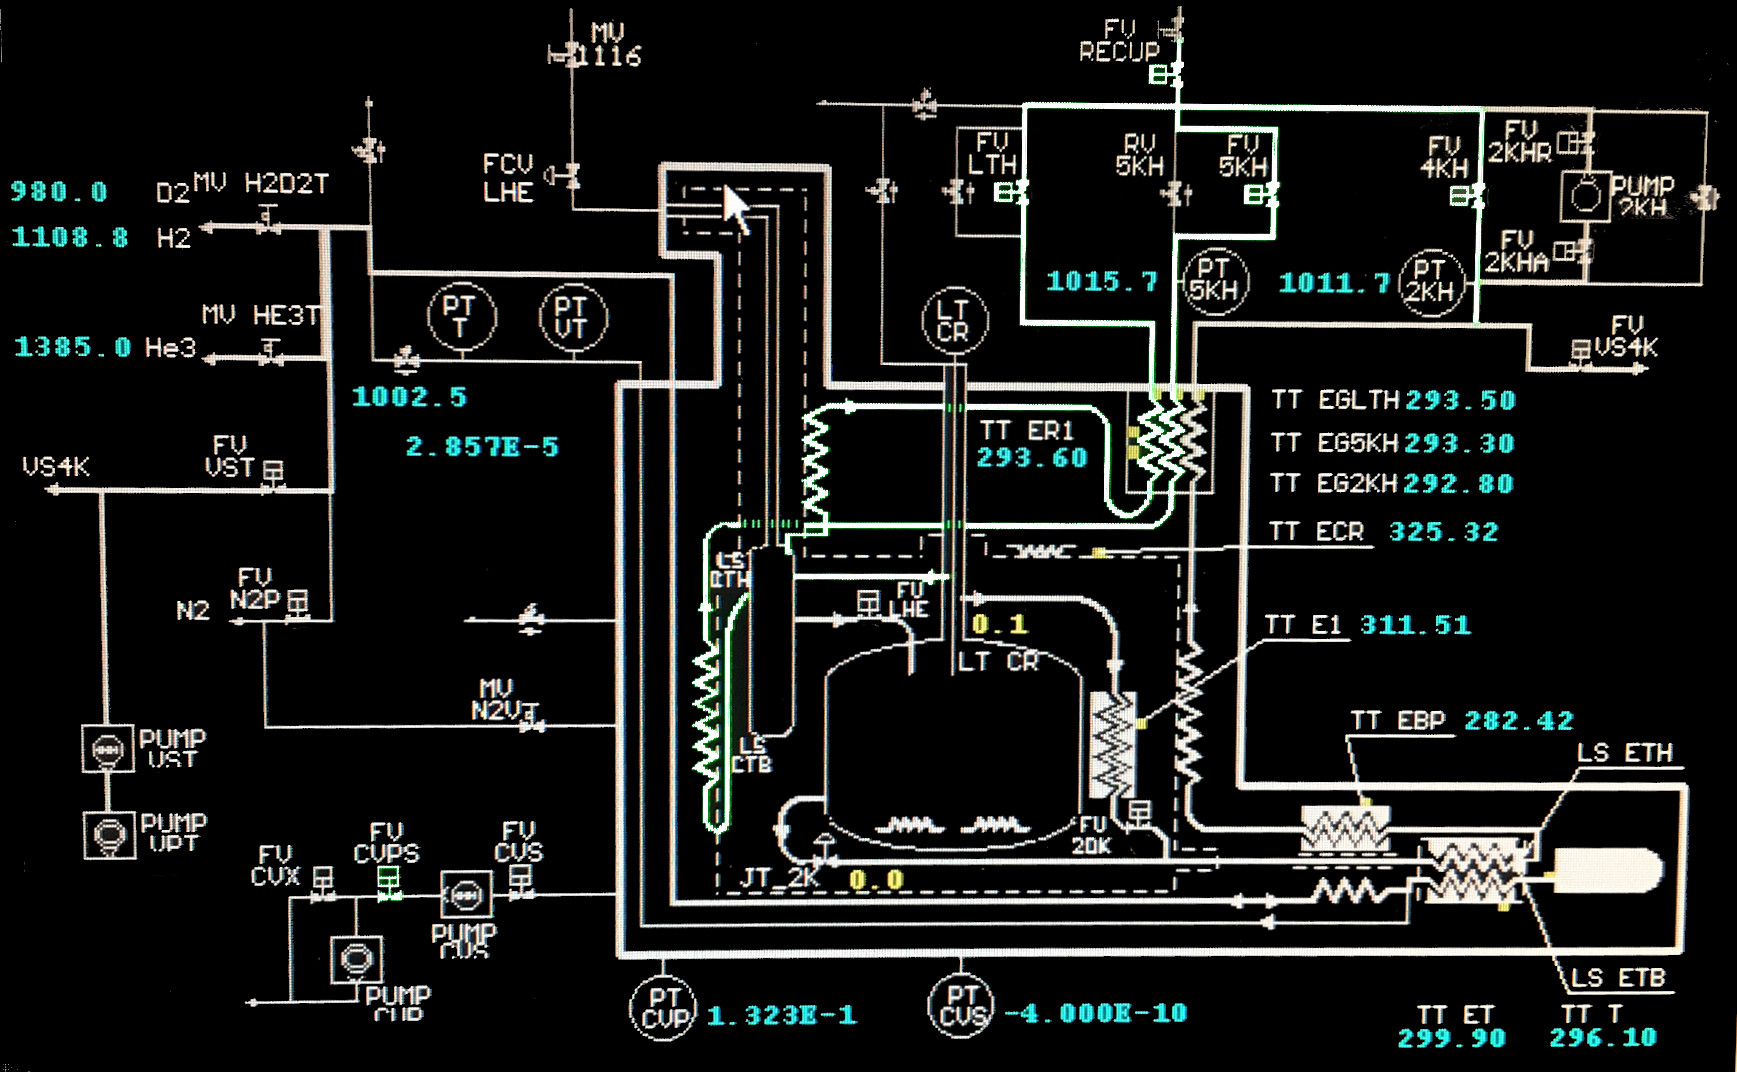 MV
1116
FV
RECUP
FCV
LHE
FV
LTH
RV
5KH
FV
5KH
FV
4KH
FV
2KHR
PUMP
2KH
FV
2KHA
980.0
D2
MV H2D2T
1108.8
H2
MV HE3T
1385.0
He3
PT
T
PT
VT
LT
CR
1015.7
PT
5KH
1011.7
PT
2KH
FV
VS4K
1002.5
2.857E-5
TT ER1
293.60
TT EGLTH
293.50
TT EG5KH
293.30
TT EG2KH
292.80
TT ECR
325.32
VS4K
FV
VST
FV
N2P
N2
LS
CTH
FV
LHE
0.1
LT CR
TT E1
311.51
MV
N2VT
LS
CTB
TT EBP
282.42
LS ETH
PUMP
VST
PUMP
VPT
FV
CVX
FV
CVPS
FV
CVS
FV
20K
JT_2K
0.0
PUMP
CVS
PUMP
CVP
PT
CVP
1.323E-1
PT
CVS
-4.000E-10
LS ETB
TT ET
299.90
TT T
296.10